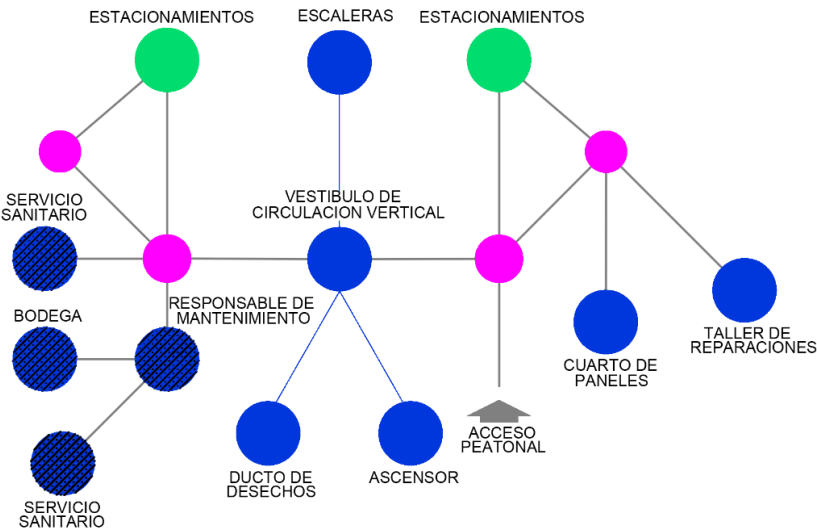 ESTACIONAMIENTOS
ESCALERAS
ESTACIONAMIENTOS
SERVICIO
SANITARIO
VESTIBULO DE
CIRCULACION VERTICAL
BODEGA
RESPONSABLE DE
MANTENIMIENTO
TALLER DE
REPARACIONES
CUARTO DE
PANELES
ACCESO
PEATONAL
DUCTO DE
DESECHOS
ASCENSOR
SERVICIO
SANITARIO